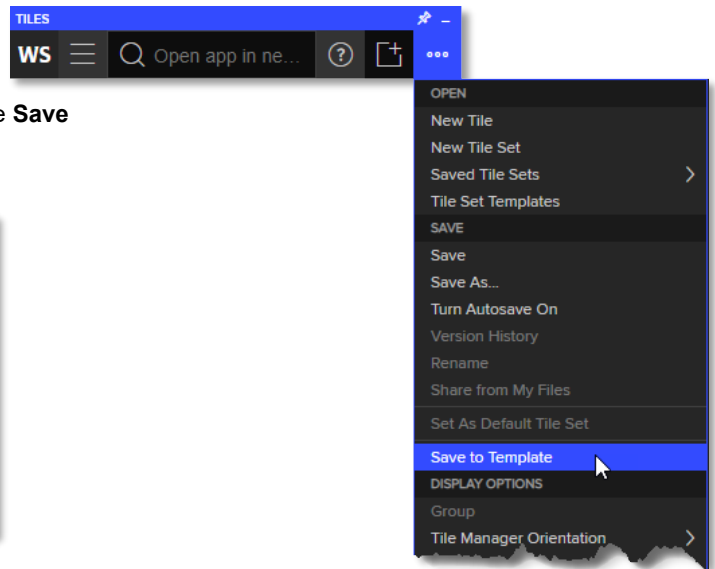 TILES
WS Open app in ne... ?
e Save
OPEN
New Tile
New Tile Set
Saved Tile Sets
Tile Set Templates
SAVE
Save
Save As...
Turn Autosave On
Version History
Rename
Share from My Files
Set As Default Tile Set
Save to Template
DISPLAY OPTIONS
Group
Tile Manager Orientation